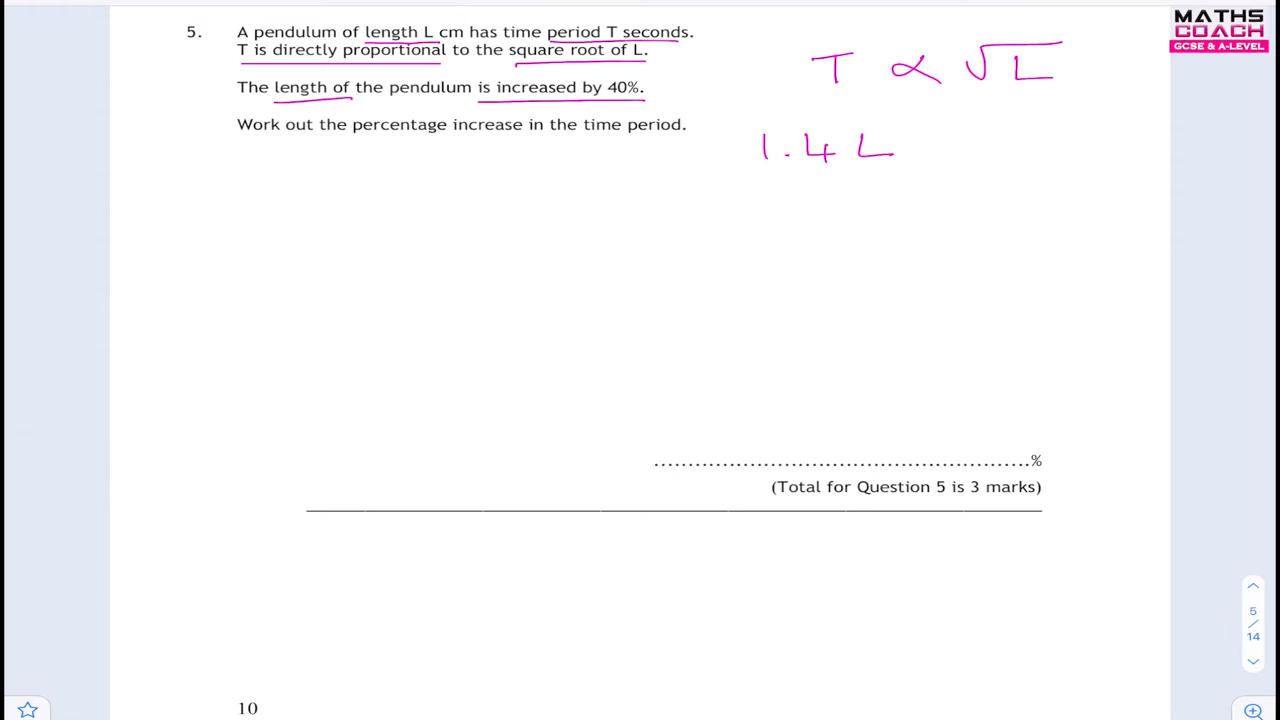 MATHS
COACH
GCSE & A-LEVEL
5. A pendulum of length L cm has time period T seconds.
T is directly proportional to the square root of L.
T ∝ √L
The length of the pendulum is increased by 40%.
Work out the percentage increase in the time period.
1.4 L
..................................................%
(Total for Question 5 is 3 marks)
5
/
14
10